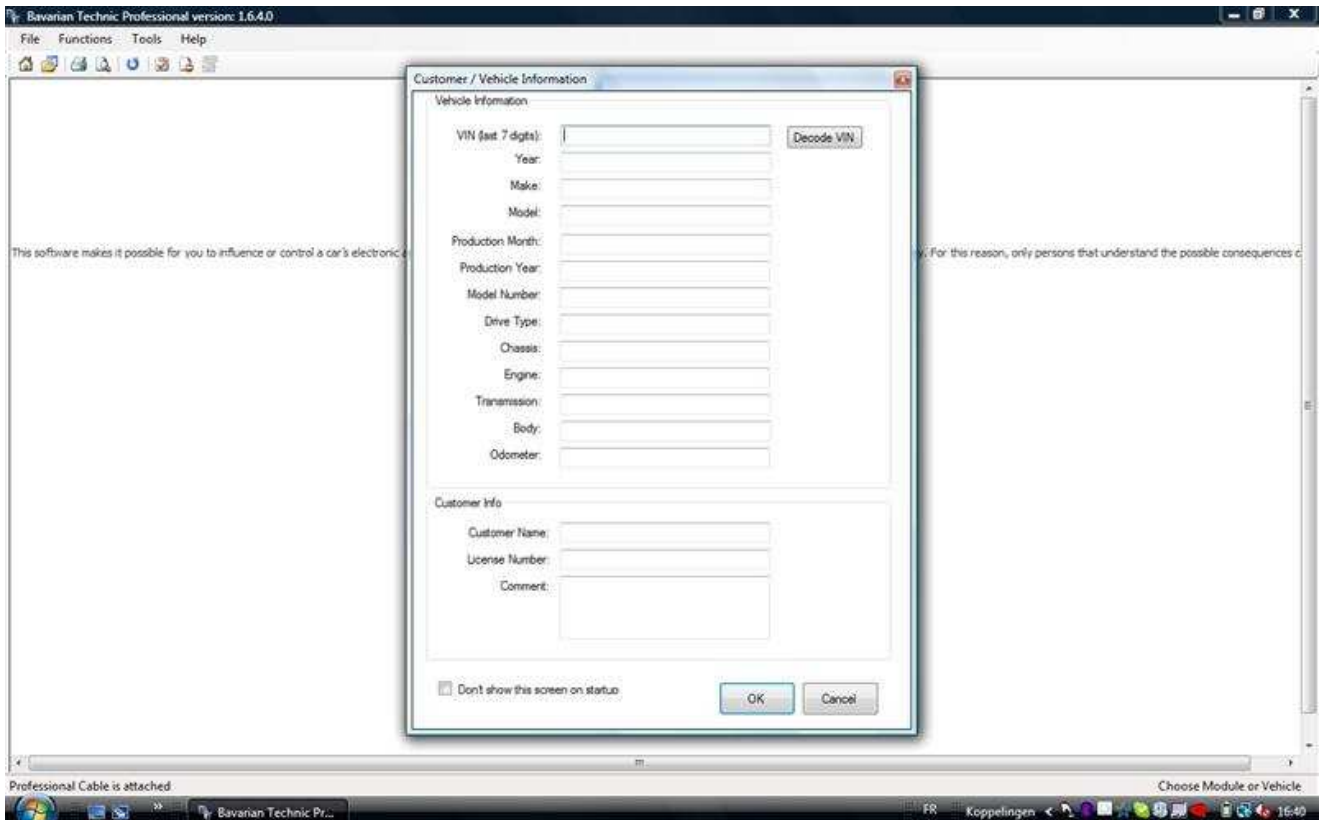 Bavarian Technic Professional version: 1.6.4.0
File Functions Tools Help
Customer / Vehicle Information
Vehicle Information
VIN (last 7 digits): Decode VIN
Year:
Make:
Model:
Production Month:
This software makes it possible for you to influence or control a car's electronic
. For this reason, only persons that understand the possible consequences
Production Year:
Model Number:
Drive Type:
Chassis:
Engine:
Transmission:
Body:
Odometer:
Customer Info
Customer Name:
License Number:
Comment:
Don't show this screen on startup
OK Cancel
Professional Cable is attached Choose Module or Vehicle
Bavarian Technic Pr... FR Koppelingen 16:40